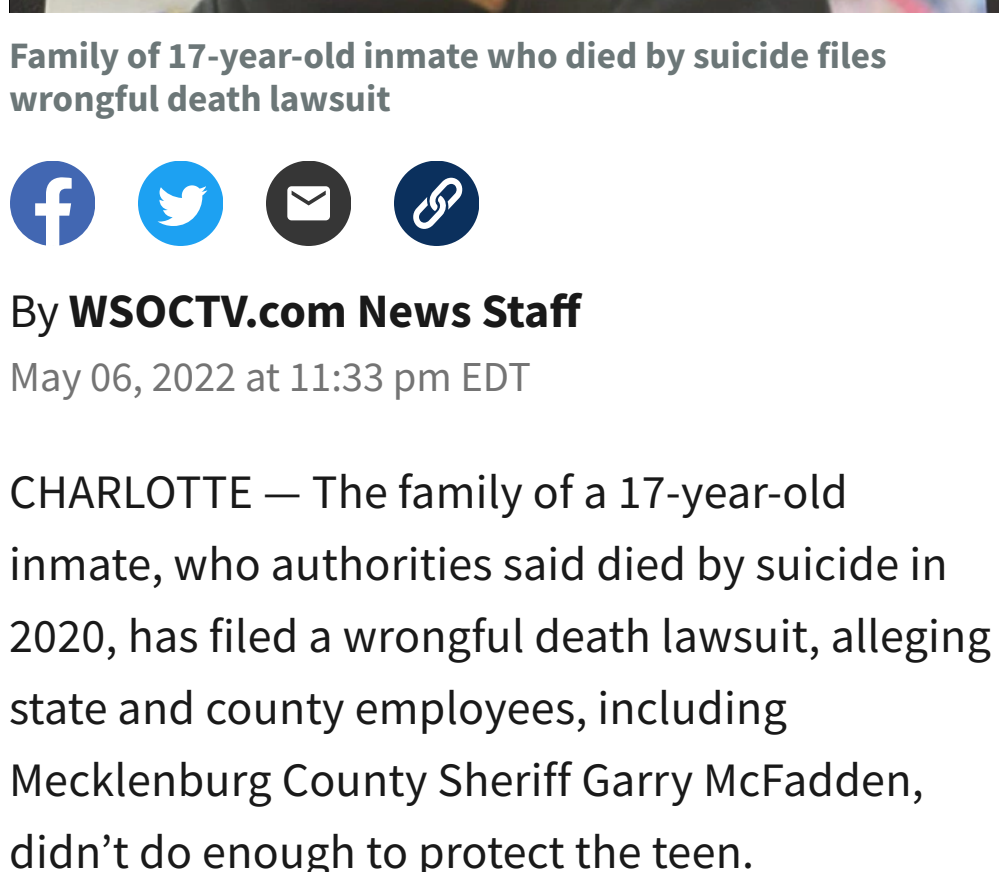 Family of 17-year-old inmate who died by suicide files
wrongful death lawsuit
By WSOCTV.com News Staff
May 06, 2022 at 11:33 pm EDT
CHARLOTTE — The family of a 17-year-old
inmate, who authorities said died by suicide in
2020, has filed a wrongful death lawsuit, alleging
state and county employees, including
Mecklenburg County Sheriff Garry McFadden,
didn’t do enough to protect the teen.